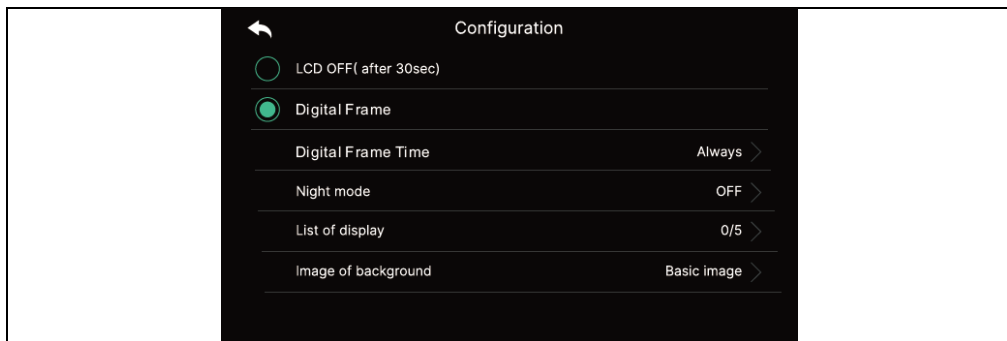 Configuration
LCD OFF( after 30sec)
Digital Frame
Digital Frame Time Always
Night mode OFF
List of display 0/5
Image of background Basic image